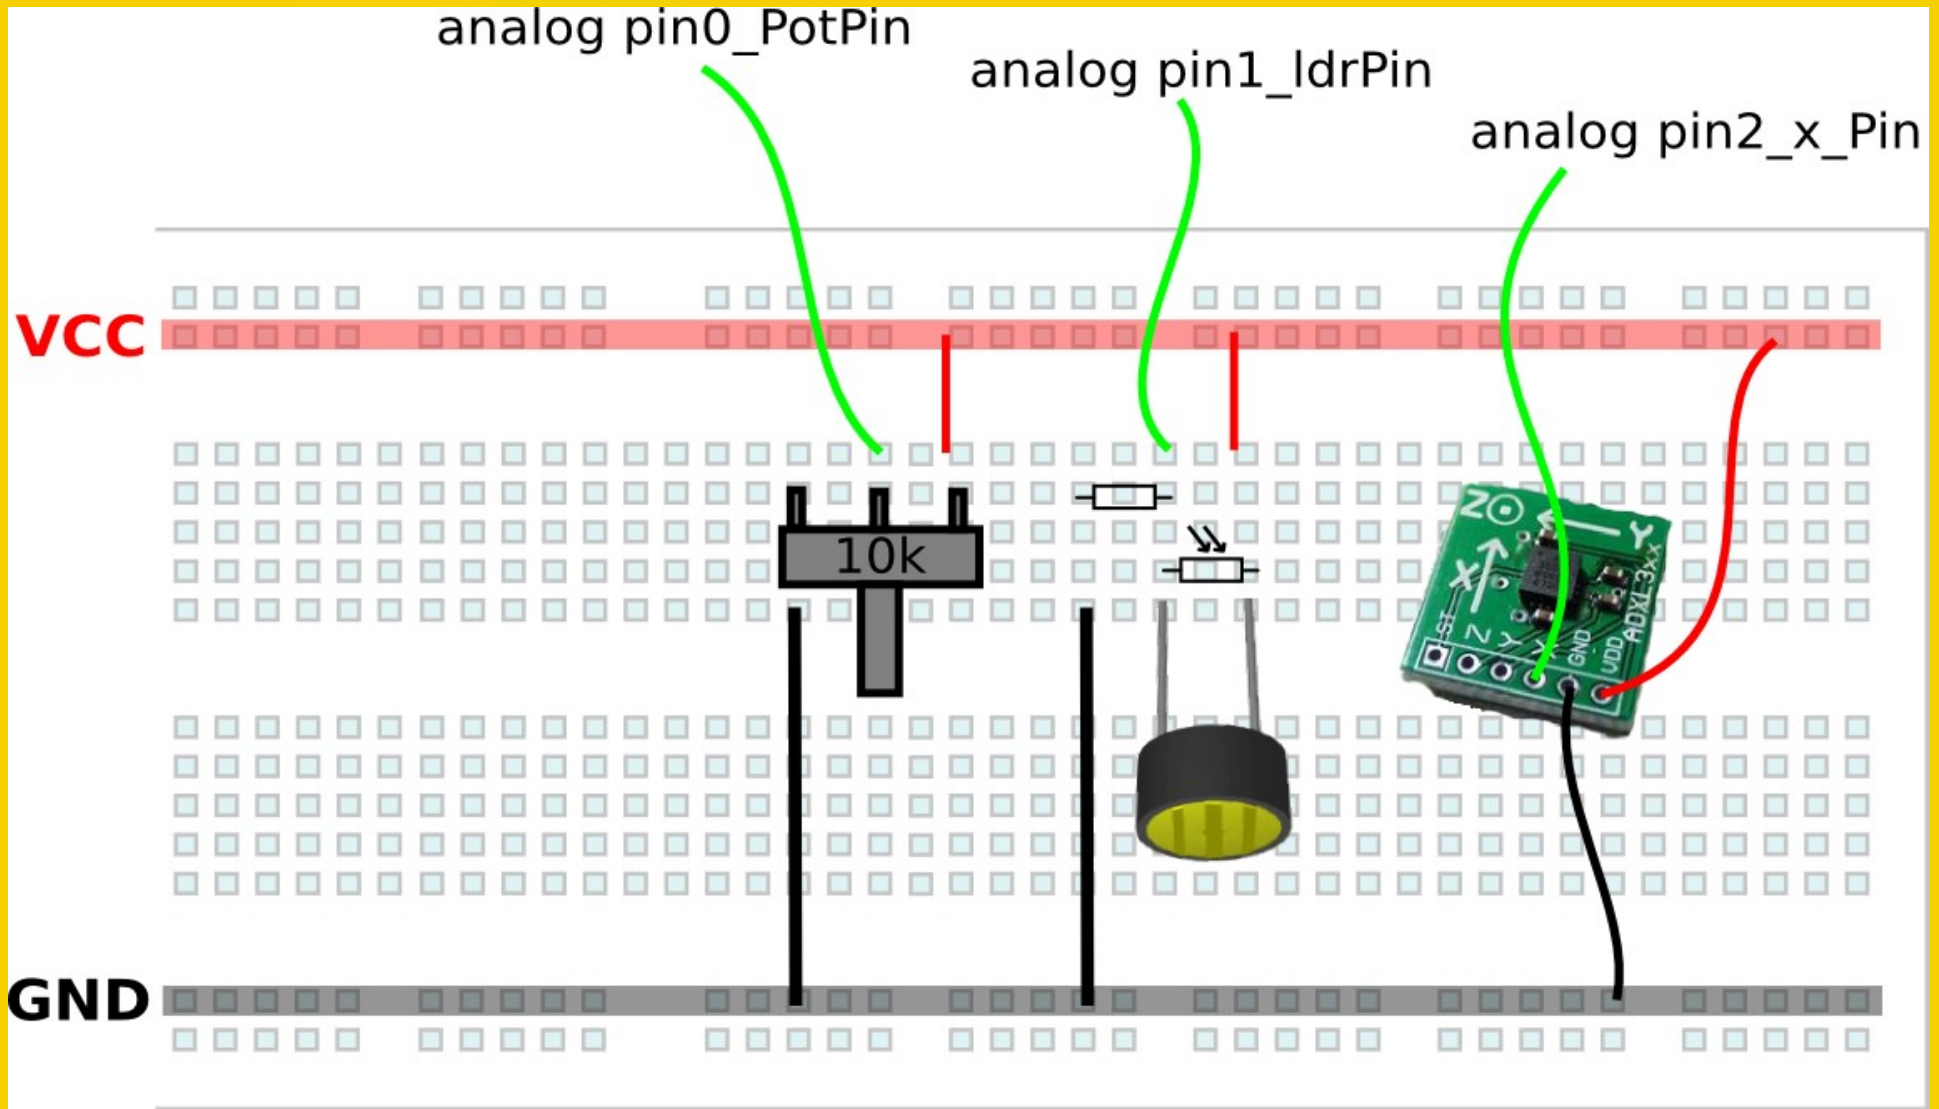 analog pin0_PotPin
analog pin1_ldrPin
analog pin2_x_Pin
VCC
10k
Z
Y
X
ADXL3xx
ST
Z
Y
X
GND
VDD
GND